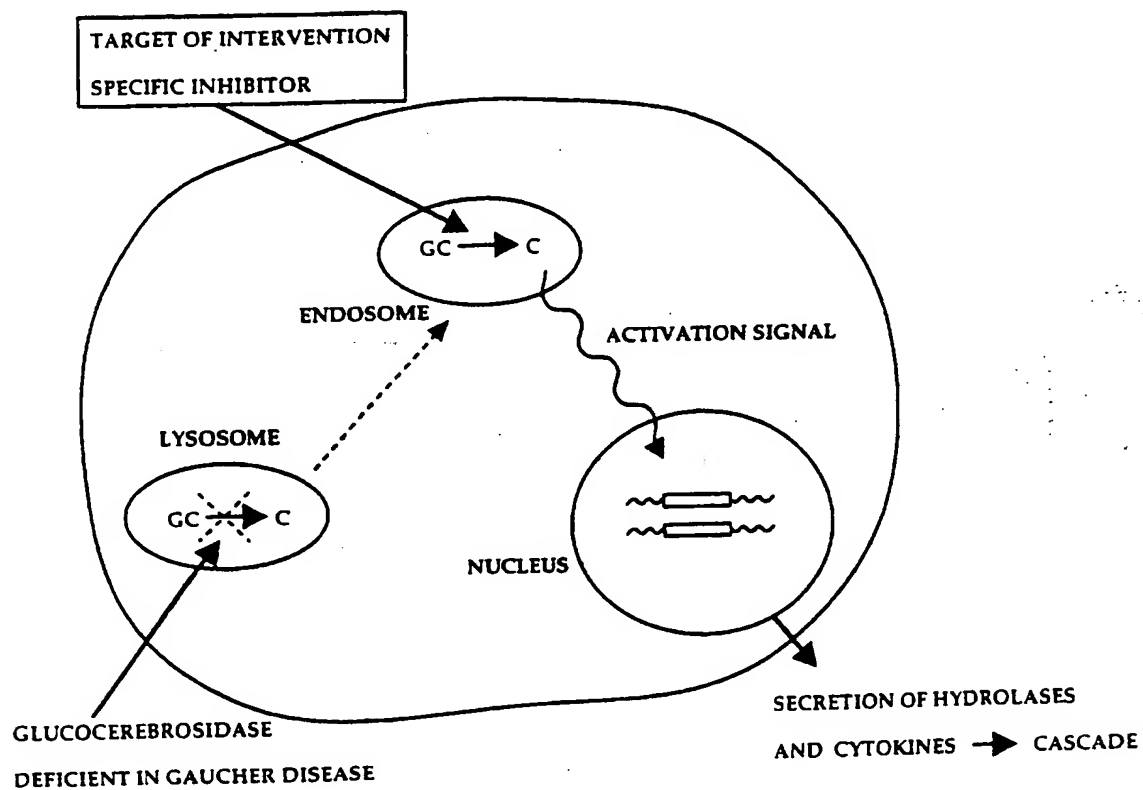 TARGET OF INTERVENTION
SPECIFIC INHIBITOR
GC → C
ENDOSOME
ACTIVATION SIGNAL
LYSOSOME
GC → C
NUCLEUS
GLUCOCEREBROSIDASE
DEFICIENT IN GAUCHER DISEASE
SECRETION OF HYDROLASES
AND CYTOKINES → CASCADE